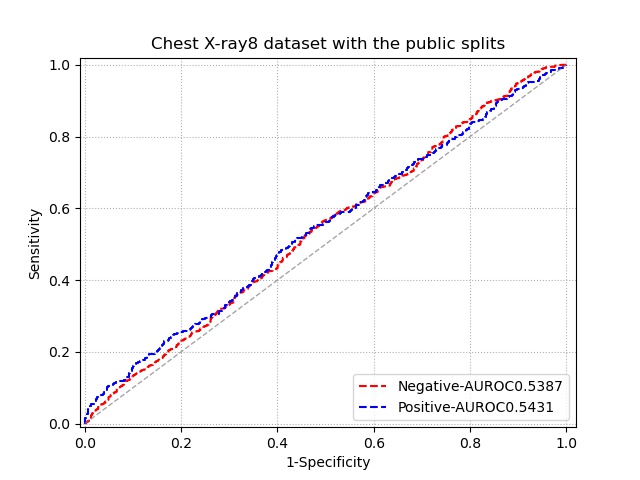 Chest X-ray8 dataset with the public splits
Sensitivity
1.0
0.8
0.6
0.4
0.2
0.0
0.0 0.2 0.4 0.6 0.8 1.0
1-Specificity
Negative-AUROC0.5387
Positive-AUROC0.5431